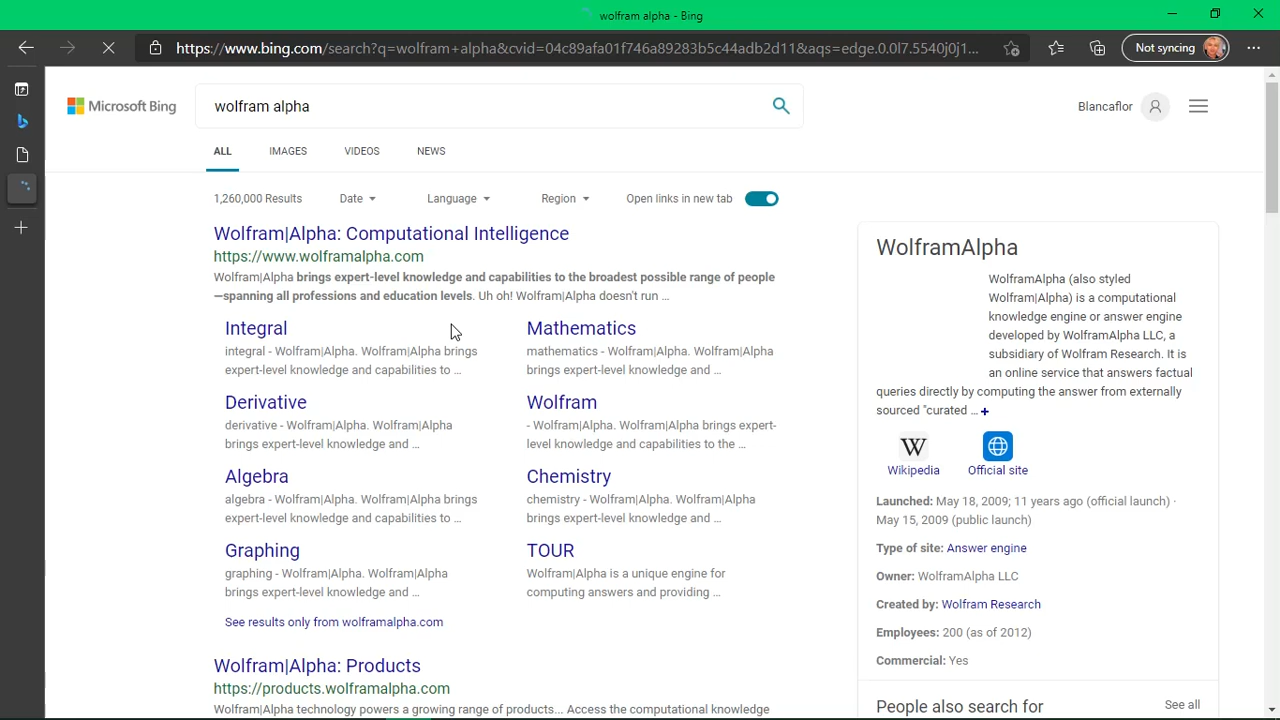 wolfram alpha - Bing
https://www.bing.com/search?q=wolfram+alpha&cvid=04c89afa01f746a89283b5c44adb2d11&aqs=edge.0.0l7.5540j0j1...
Not syncing
Microsoft Bing
wolfram alpha
Blancaflor
ALL IMAGES VIDEOS NEWS
1,260,000 Results Date Language Region Open links in new tab
Wolfram|Alpha: Computational Intelligence
https://www.wolframalpha.com
Wolfram|Alpha brings expert-level knowledge and capabilities to the broadest possible range of people
—spanning all professions and education levels. Uh oh! Wolfram|Alpha doesn't run ...
Integral
integral - Wolfram|Alpha. Wolfram|Alpha brings
expert-level knowledge and capabilities to ...
Mathematics
mathematics - Wolfram|Alpha. Wolfram|Alpha
brings expert-level knowledge and ...
Derivative
derivative - Wolfram|Alpha. Wolfram|Alpha
brings expert-level knowledge and ...
Wolfram
- Wolfram|Alpha. Wolfram|Alpha brings expert-
level knowledge and capabilities to the ...
Algebra
algebra - Wolfram|Alpha. Wolfram|Alpha brings
expert-level knowledge and capabilities to ...
Chemistry
chemistry - Wolfram|Alpha. Wolfram|Alpha
brings expert-level knowledge and ...
Graphing
graphing - Wolfram|Alpha. Wolfram|Alpha
brings expert-level knowledge and ...
TOUR
Wolfram|Alpha is a unique engine for
computing answers and providing ...
See results only from wolframalpha.com
Wolfram|Alpha: Products
https://products.wolframalpha.com
Wolfram|Alpha technology powers a growing range of products... Access the computational knowledge
WolframAlpha
WolframAlpha (also styled
Wolfram|Alpha) is a computational
knowledge engine or answer engine
developed by WolframAlpha LLC, a
subsidiary of Wolfram Research. It is
an online service that answers factual
queries directly by computing the answer from externally
sourced "curated ... +
W
Wikipedia Official site
Launched: May 18, 2009; 11 years ago (official launch) ·
May 15, 2009 (public launch)
Type of site: Answer engine
Owner: WolframAlpha LLC
Created by: Wolfram Research
Employees: 200 (as of 2012)
Commercial: Yes
People also search for See all